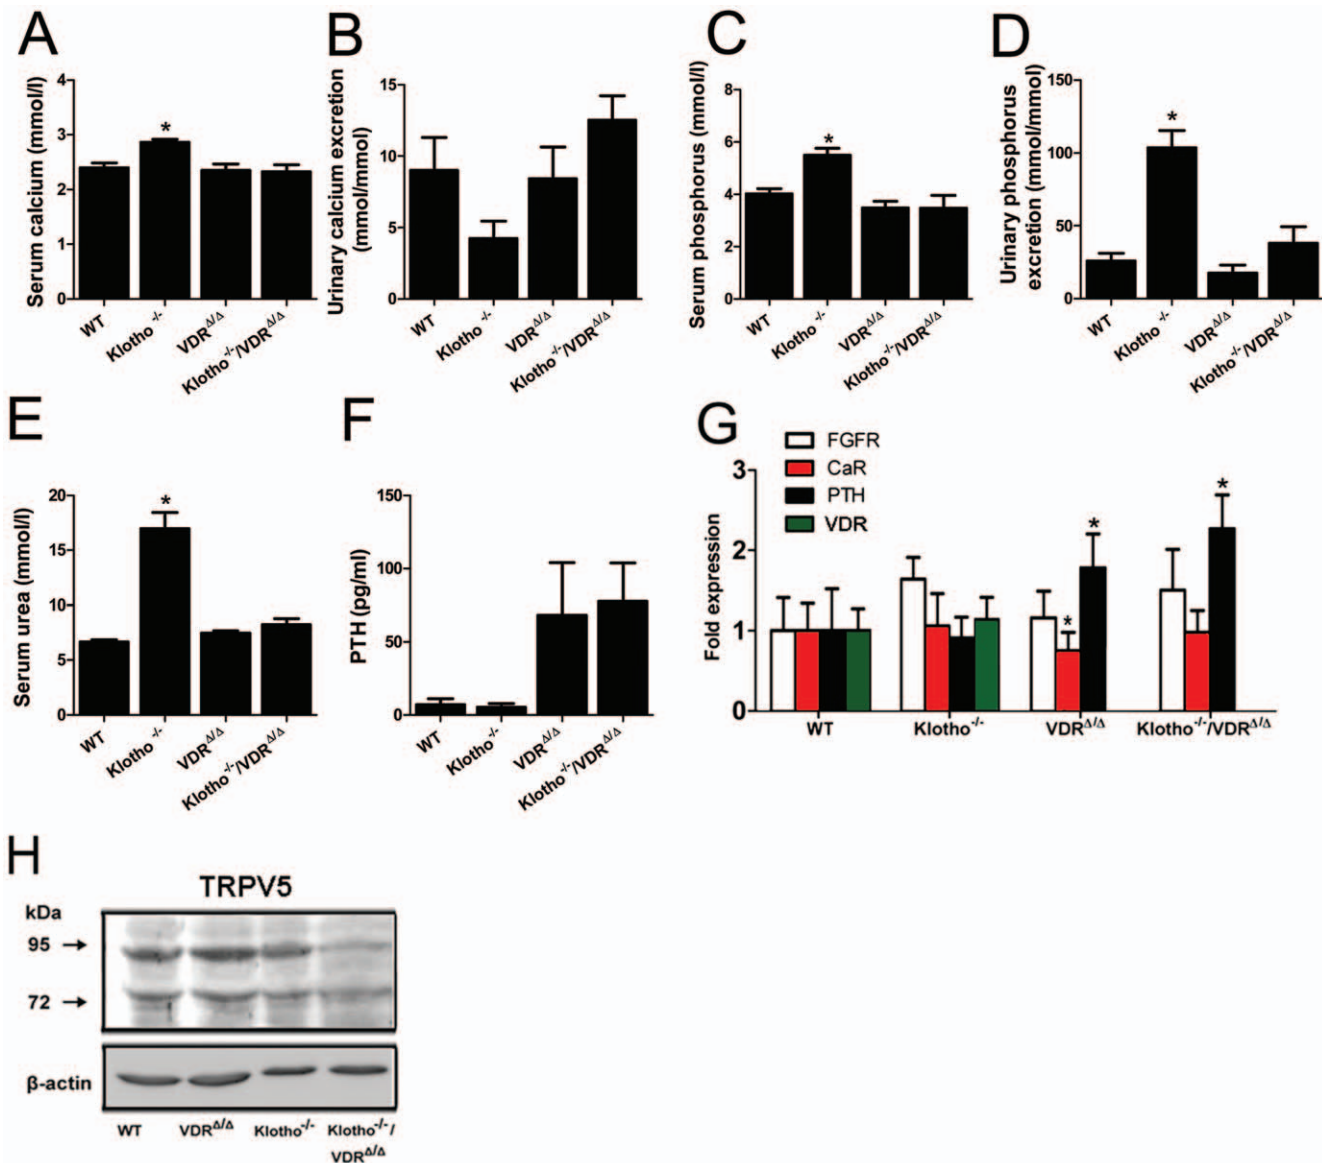 A
Serum calcium (mmol/l)
4
3
2
1
0
*
WT
Klotho-/-
VDRΔ/Δ
Klotho-/-/VDRΔ/Δ
B
Urinary calcium excretion
(mmol/mmol)
15
10
5
0
WT
Klotho-/-
VDRΔ/Δ
Klotho-/-/VDRΔ/Δ
C
Serum phosphorus (mmol/l)
8
6
4
2
0
*
WT
Klotho-/-
VDRΔ/Δ
Klotho-/-/VDRΔ/Δ
D
Urinary phosphorus
excretion (mmol/mmol)
150
100
50
0
*
WT
Klotho-/-
VDRΔ/Δ
Klotho-/-/VDRΔ/Δ
E
Serum urea (mmol/l)
20
15
10
5
0
*
WT
Klotho-/-
VDRΔ/Δ
Klotho-/-/VDRΔ/Δ
F
PTH (pg/ml)
150
100
50
0
WT
Klotho-/-
VDRΔ/Δ
Klotho-/-/VDRΔ/Δ
G
FGFR
CaR
PTH
VDR
Fold expression
3
2
1
0
*
*
*
WT
Klotho-/-
VDRΔ/Δ
Klotho-/-/VDRΔ/Δ
H
TRPV5
kDa
95 →
72 →
β-actin
WT
VDRΔ/Δ
Klotho-/-
Klotho-/-/
VDRΔ/Δ